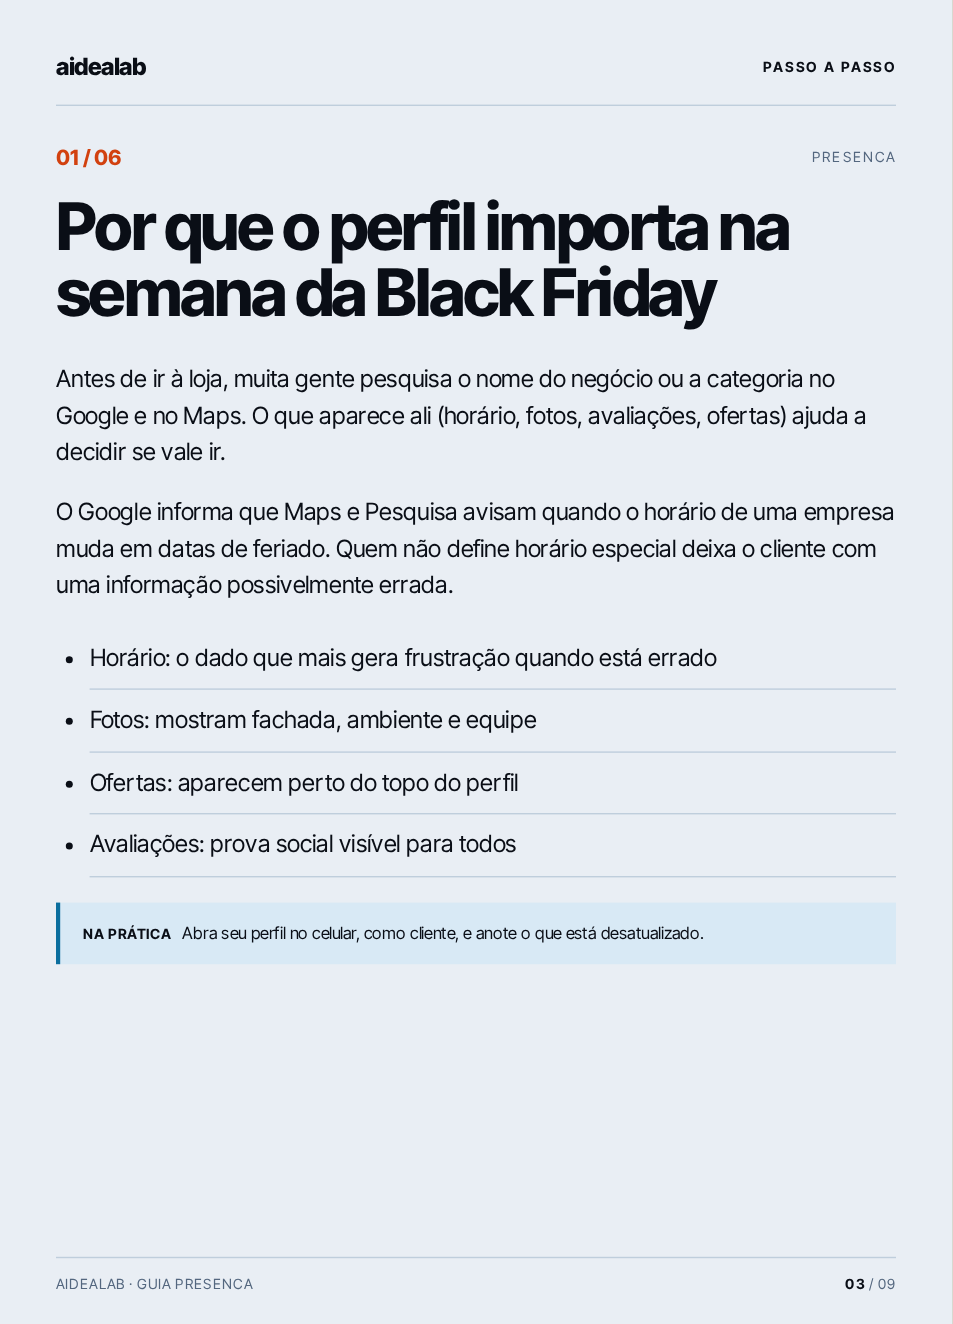 aidealab
PASSO A PASSO
01 / 06
PRESENCA
Por que o perfil importa na
semana da Black Friday
Antes de ir à loja, muita gente pesquisa o nome do negócio ou a categoria no
Google e no Maps. O que aparece ali (horário, fotos, avaliações, ofertas) ajuda a
decidir se vale ir.
O Google informa que Maps e Pesquisa avisam quando o horário de uma empresa
muda em datas de feriado. Quem não define horário especial deixa o cliente com
uma informação possivelmente errada.
• Horário: o dado que mais gera frustração quando está errado
• Fotos: mostram fachada, ambiente e equipe
• Ofertas: aparecem perto do topo do perfil
• Avaliações: prova social visível para todos
NA PRÁTICA Abra seu perfil no celular, como cliente, e anote o que está desatualizado.
AIDEALAB · GUIA PRESENCA
03 / 09